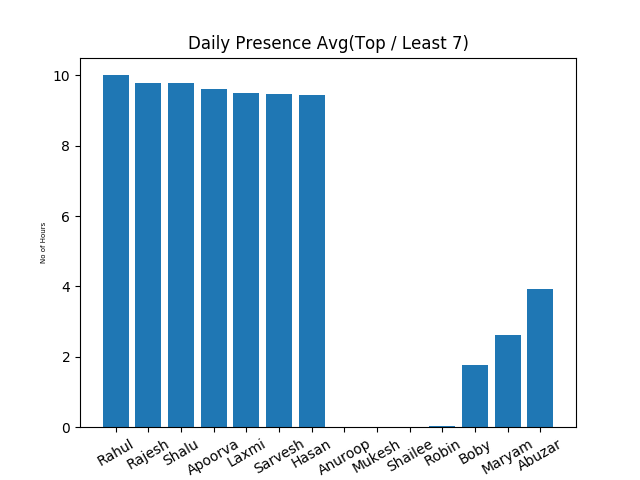 Daily Presence Avg(Top / Least 7)
10
8
6
4
2
0
No of Hours
Rahul
Rajesh
Shalu
Apoorva
Laxmi
Sarvesh
Hasan
Anuroop
Mukesh
Shailee
Robin
Boby
Maryam
Abuzar